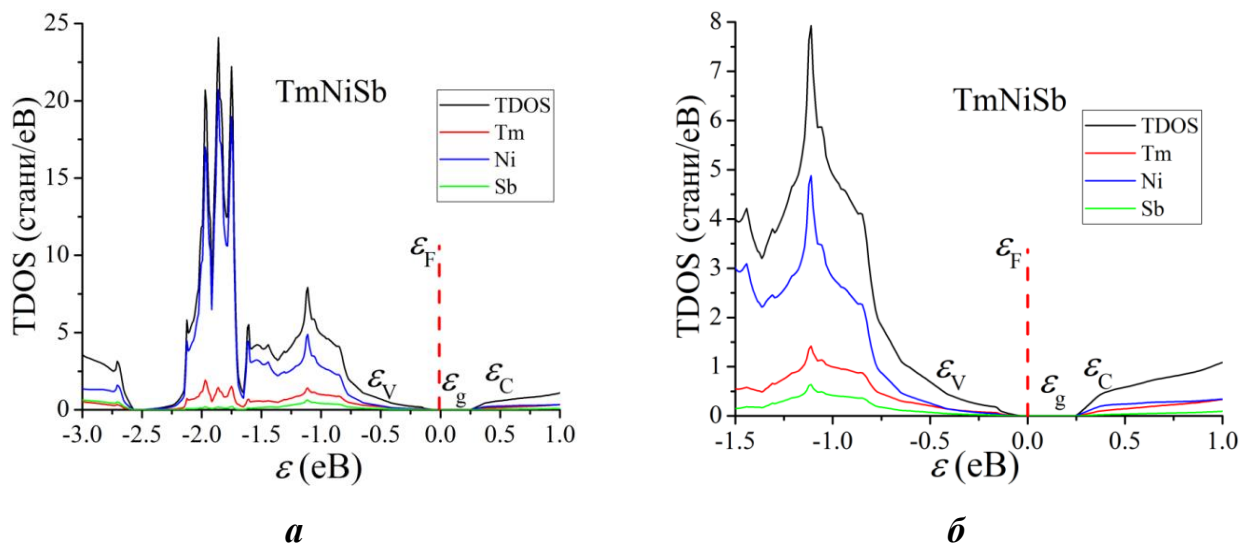 25
20
15
10
5
0
TDOS (стани/еВ)
TmNiSb
TDOS
Tm
Ni
Sb
εF
εV
εg
εC
-3.0 -2.5 -2.0 -1.5 -1.0 -0.5 0.0 0.5 1.0
ε (еВ)
а
8
7
6
5
4
3
2
1
0
TDOS (стани/еВ)
TmNiSb
TDOS
Tm
Ni
Sb
εF
εV
εg
εC
-1.5 -1.0 -0.5 0.0 0.5 1.0
ε (еВ)
б